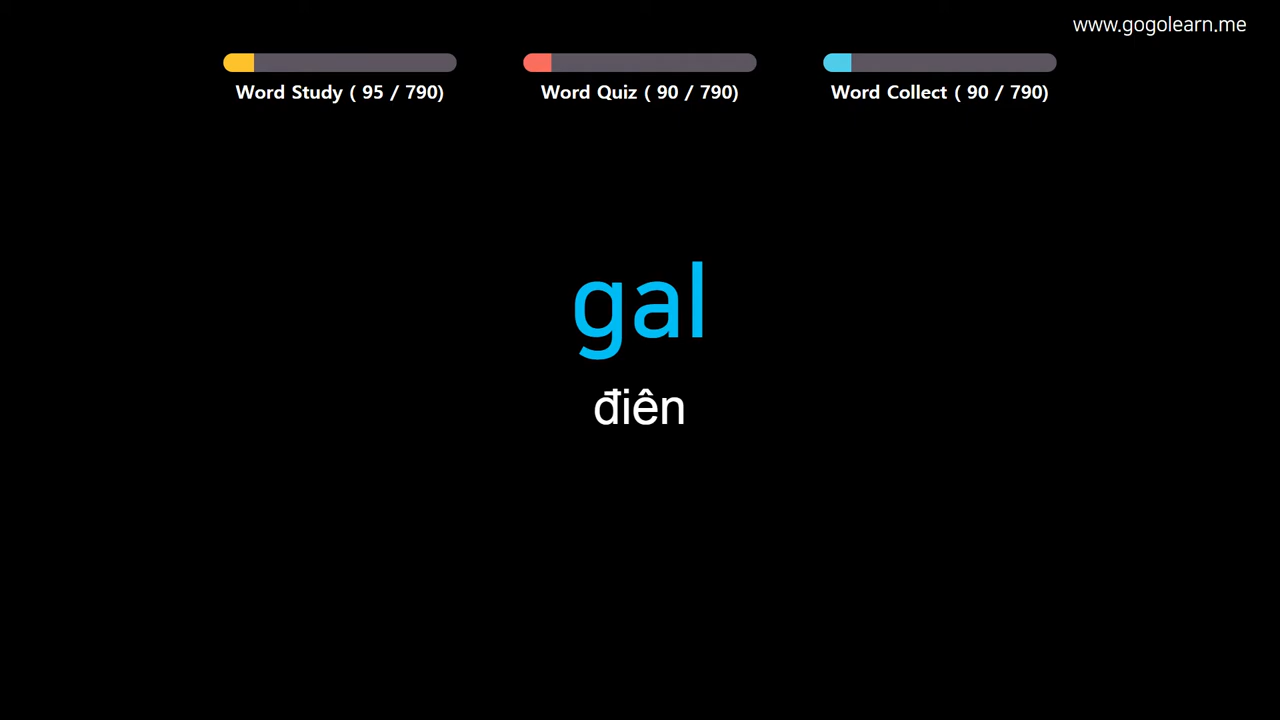 www.gogolearn.me
Word Study ( 95 / 790)
Word Quiz ( 90 / 790)
Word Collect ( 90 / 790)
gal
điên